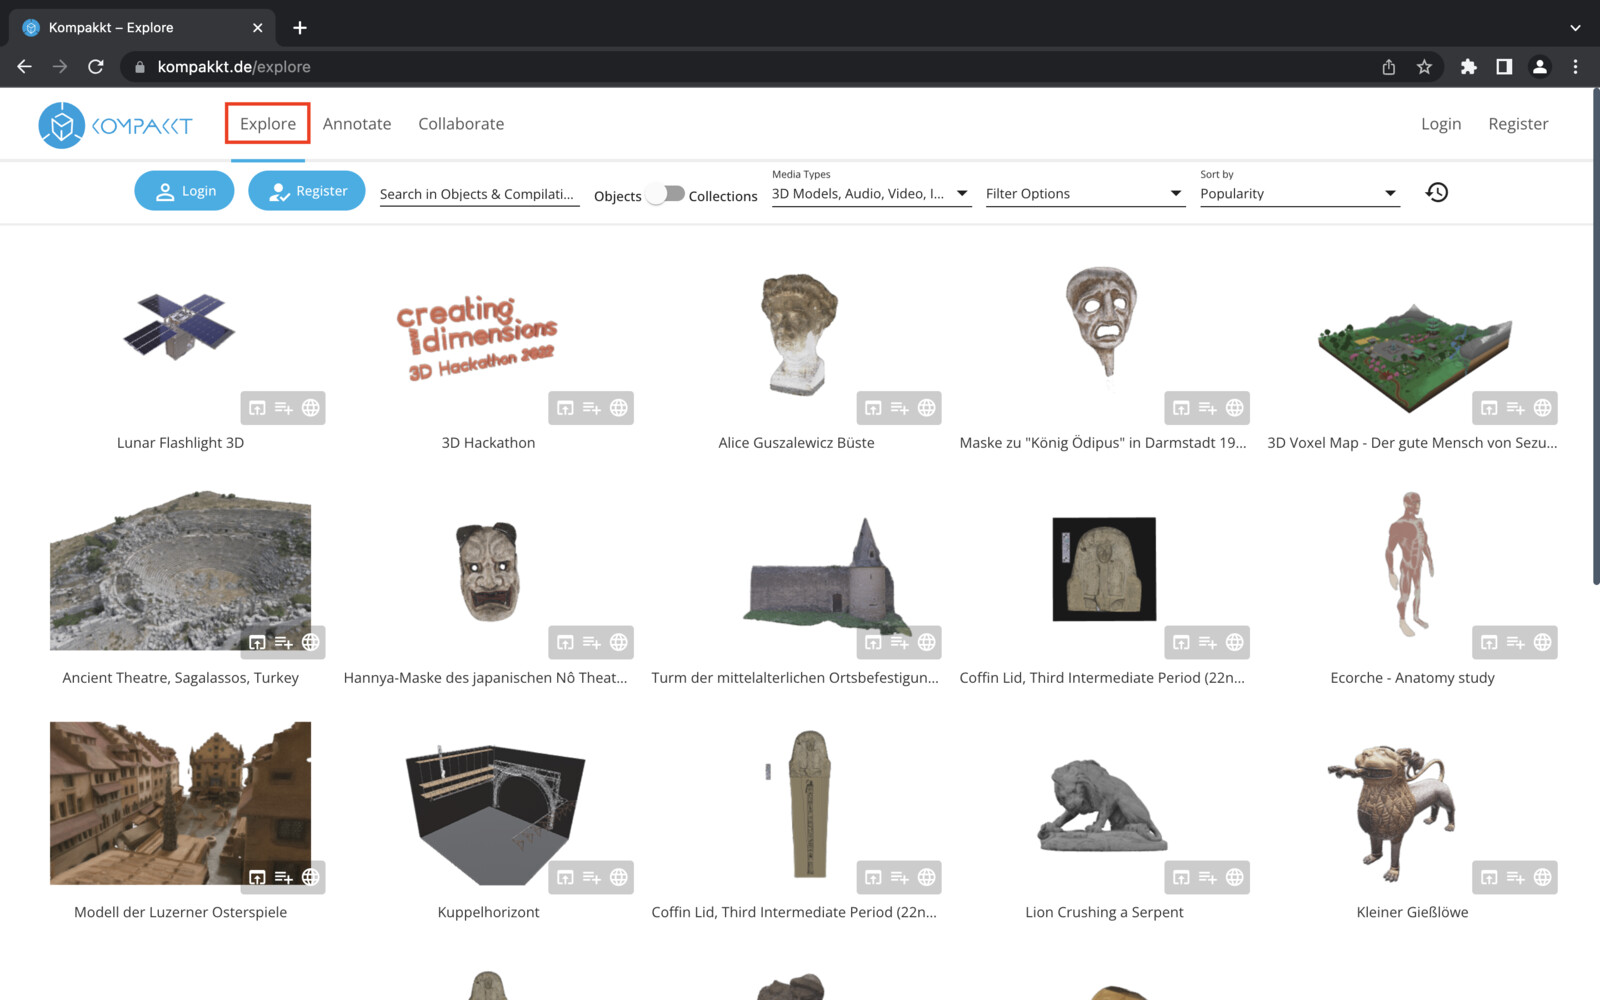 Kompakkt – Explore
kompakkt.de/explore
KOMPAKKT
Explore
Annotate
Collaborate
Login
Register
Login
Register
Search in Objects & Compilati...
Objects
Collections
Media Types
3D Models, Audio, Video, I...
Filter Options
Sort by
Popularity
creating
new
dimensions
3D Hackathon 2022
Lunar Flashlight 3D
3D Hackathon
Alice Guszalewicz Büste
Maske zu "König Ödipus" in Darmstadt 19...
3D Voxel Map - Der gute Mensch von Sezu...
Ancient Theatre, Sagalassos, Turkey
Hannya-Maske des japanischen Nô Theat...
Turm der mittelalterlichen Ortsbefestigun...
Coffin Lid, Third Intermediate Period (22n...
Ecorche - Anatomy study
Modell der Luzerner Osterspiele
Kuppelhorizont
Coffin Lid, Third Intermediate Period (22n...
Lion Crushing a Serpent
Kleiner Gießlöwe